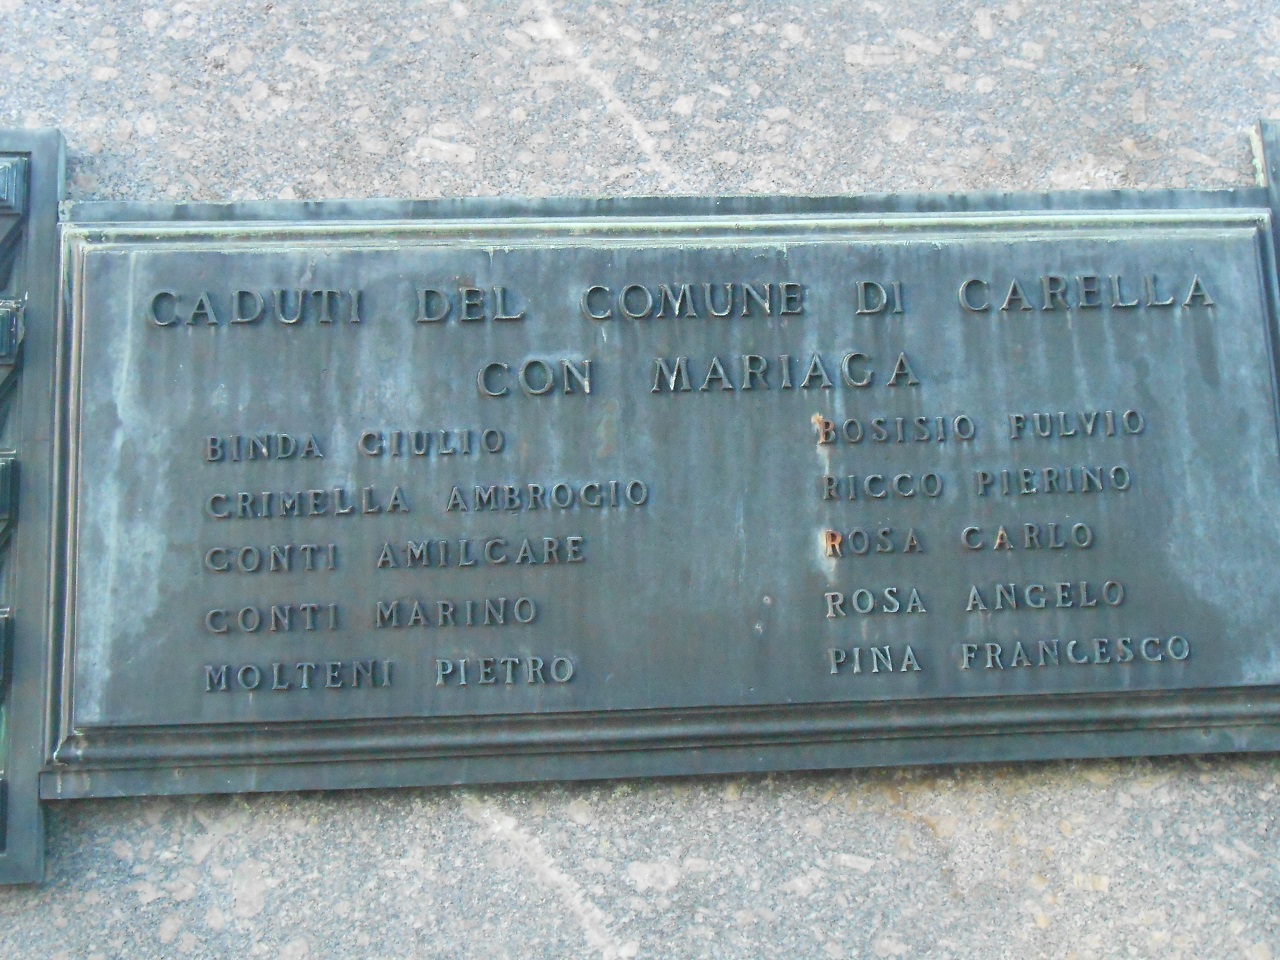 CADUTI DEL COMUNE DI CARELLA
CON MARIAGA
BINDA GIULIO
CRIMELLA AMBROGIO
CONTI AMILCARE
CONTI MARINO
MOLTENI PIETRO
BOSISIO FULVIO
RICCO PIERINO
ROSA CARLO
ROSA ANGELO
PINA FRANCESCO